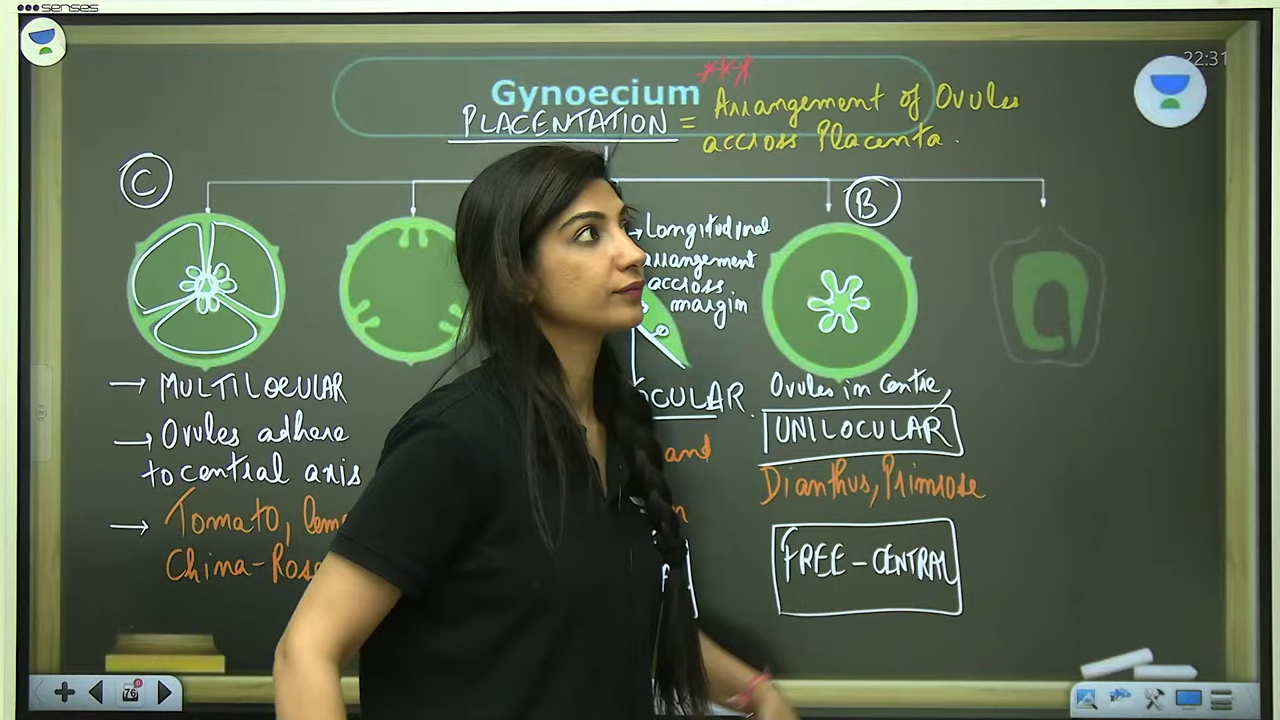 senses
22:31
Gynoecium ***
PLACENTATION = Arrangement of Ovules
accross Placenta.
C
B
→ Longitudinal
arrangement
accross
margin
→ MULTILOCULAR
→ Ovules adhere
to central axis
→ Tomato,
China-Rose
and
Ovules in centre,
UNILOCULAR
Dianthus, Primrose
FREE-CENTRAL
76